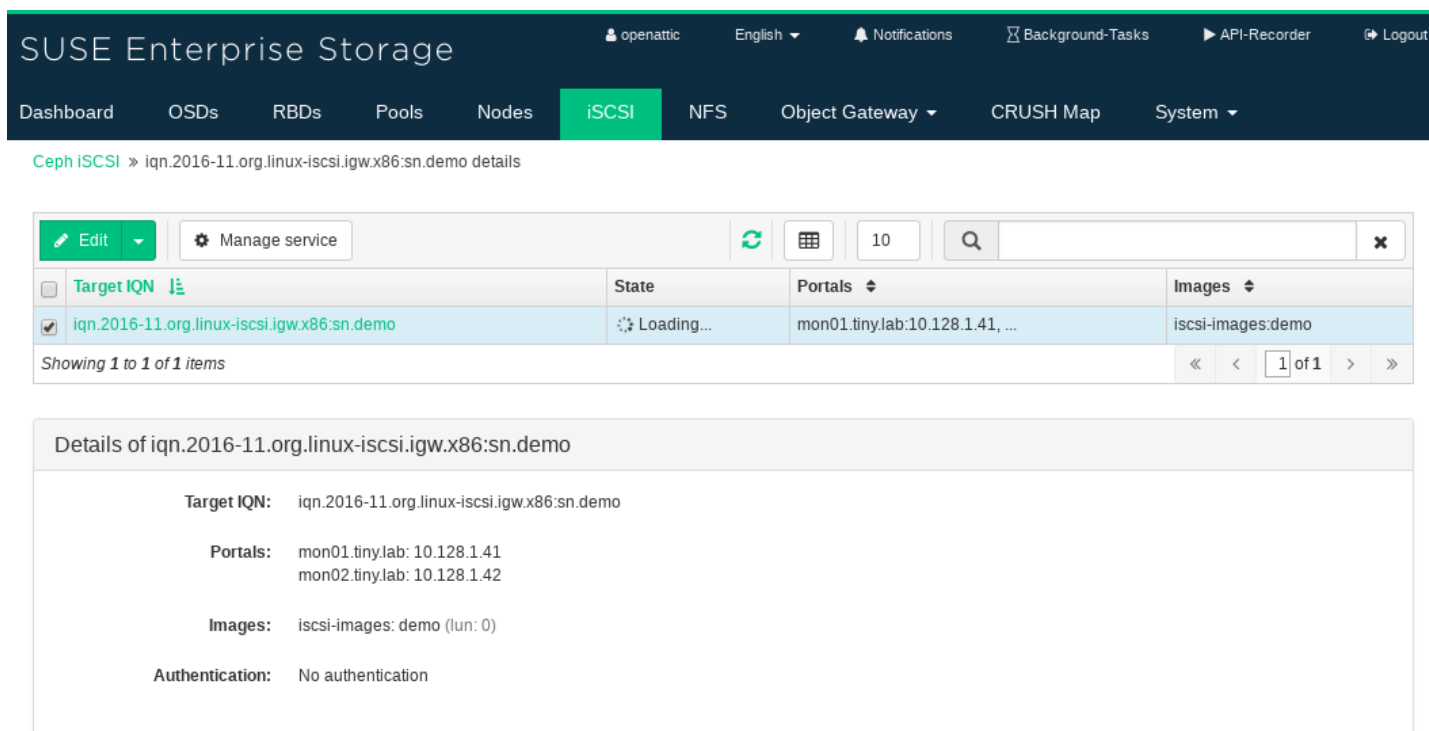 SUSE Enterprise Storage
openattic English Notifications Background-Tasks API-Recorder Logout
Dashboard OSDs RBDs Pools Nodes iSCSI NFS Object Gateway CRUSH Map System
Ceph iSCSI » iqn.2016-11.org.linux-iscsi.igw.x86:sn.demo details
Edit Manage service 10
Target IQN State Portals Images
iqn.2016-11.org.linux-iscsi.igw.x86:sn.demo Loading... mon01.tiny.lab:10.128.1.41, ... iscsi-images:demo
Showing 1 to 1 of 1 items « < 1 of 1 > »
Details of iqn.2016-11.org.linux-iscsi.igw.x86:sn.demo
Target IQN: iqn.2016-11.org.linux-iscsi.igw.x86:sn.demo
Portals: mon01.tiny.lab: 10.128.1.41
mon02.tiny.lab: 10.128.1.42
Images: iscsi-images: demo (lun: 0)
Authentication: No authentication